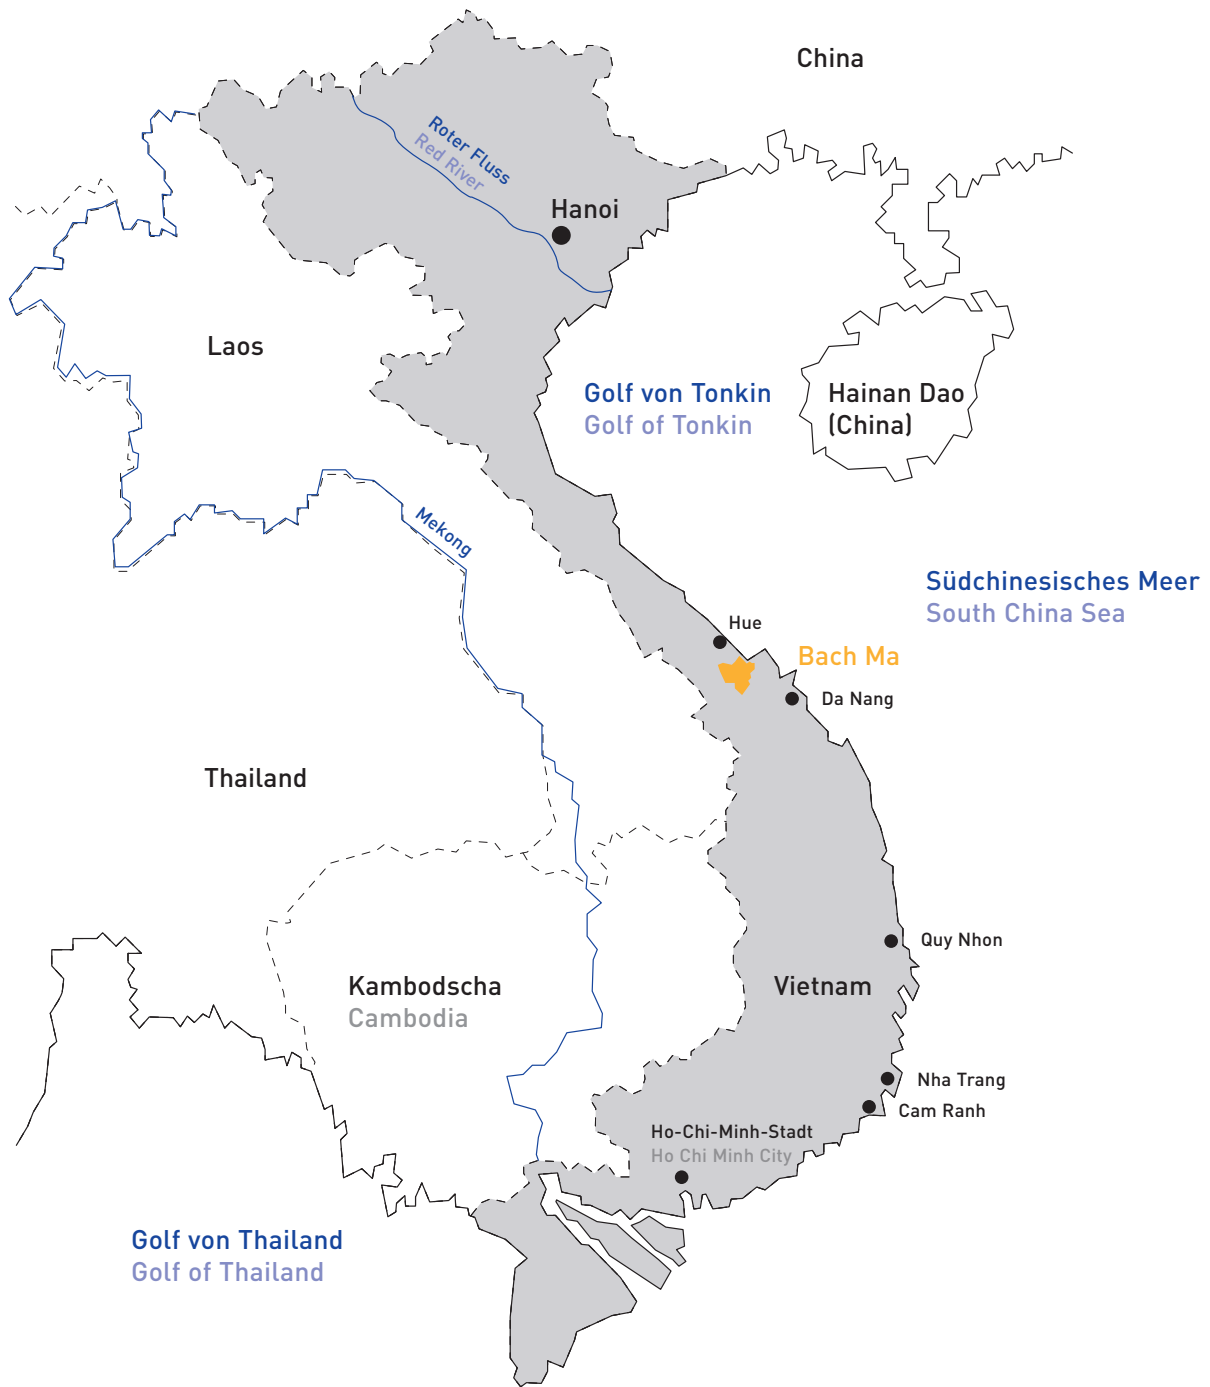 China
Roter Fluss
Red River
Hanoi
Laos
Golf von Tonkin
Golf of Tonkin
Hainan Dao
(China)
Mekong
Südchinesisches Meer
South China Sea
Hue
Bach Ma
Da Nang
Thailand
Quy Nhon
Kambodscha
Cambodia
Vietnam
Nha Trang
Cam Ranh
Ho-Chi-Minh-Stadt
Ho Chi Minh City
Golf von Thailand
Golf of Thailand